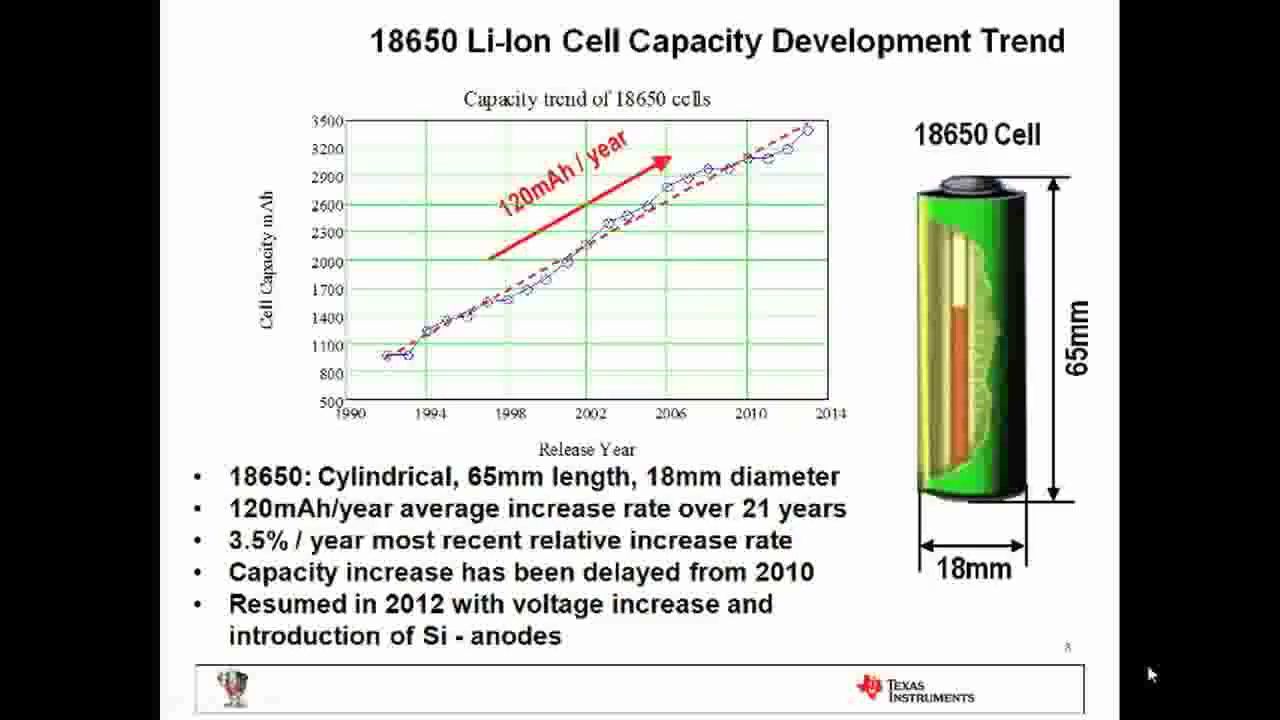 18650 Li-Ion Cell Capacity Development Trend
Capacity trend of 18650 cells
3500
3200
2900
2600
2300
2000
1700
1400
1100
800
500
Cell Capacity mAh
120mAh / year
1990 1994 1998 2002 2006 2010 2014
Release Year
18650 Cell
65mm
18mm
• 18650: Cylindrical, 65mm length, 18mm diameter
• 120mAh/year average increase rate over 21 years
• 3.5% / year most recent relative increase rate
• Capacity increase has been delayed from 2010
• Resumed in 2012 with voltage increase and
introduction of Si - anodes
8
TEXAS
INSTRUMENTS